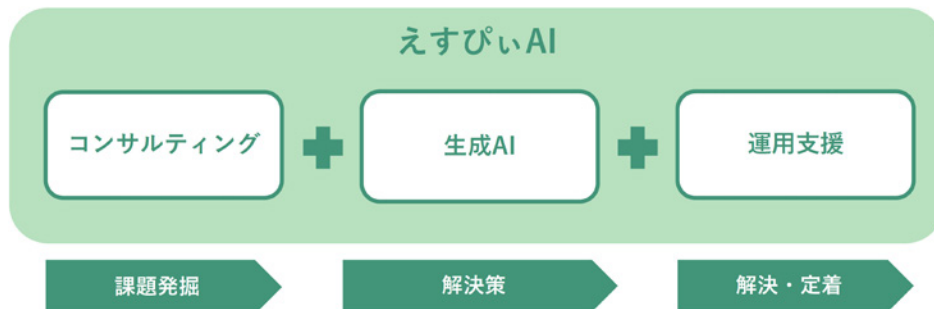 えすぴぃAI
コンサルティング
生成AI
運用支援
課題発掘
解決策
解決・定着